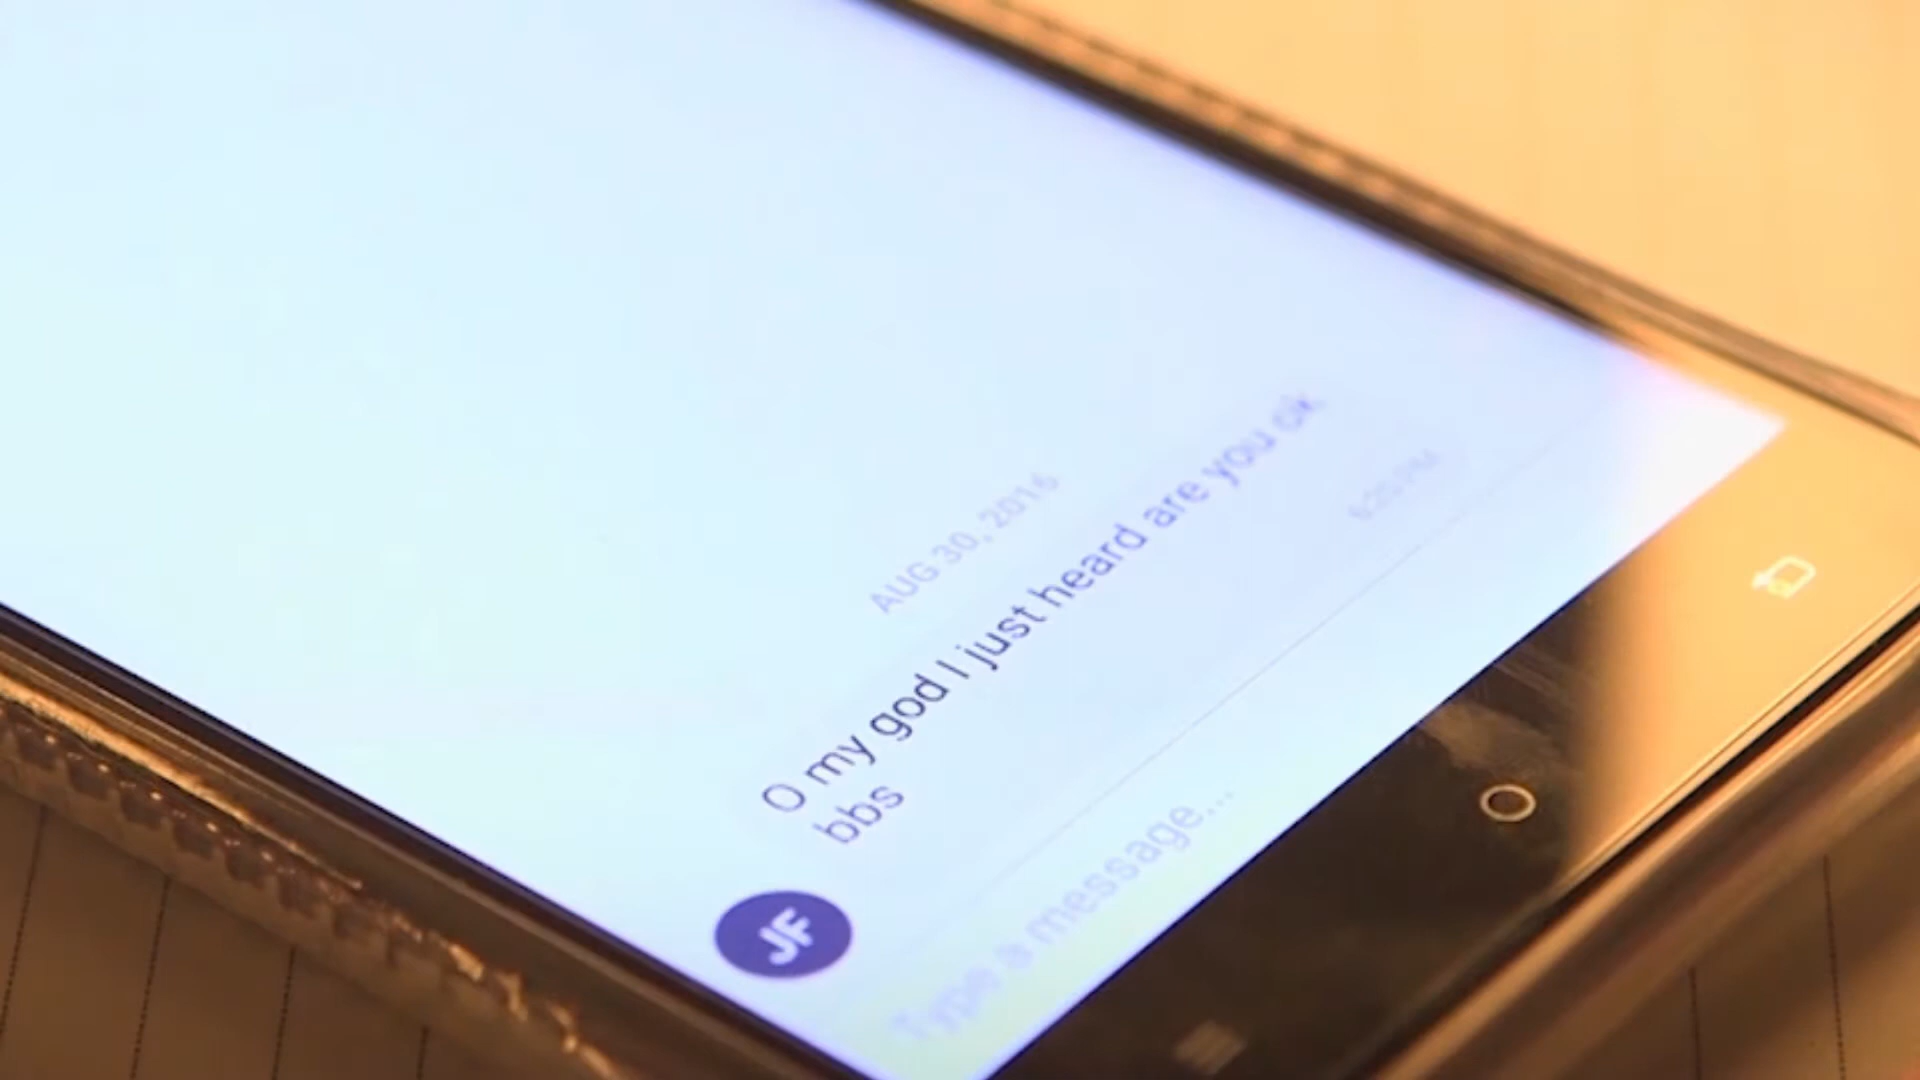 AUG 30, 2016
O my god I just heard are you ok
bbs
JF
Type a message...